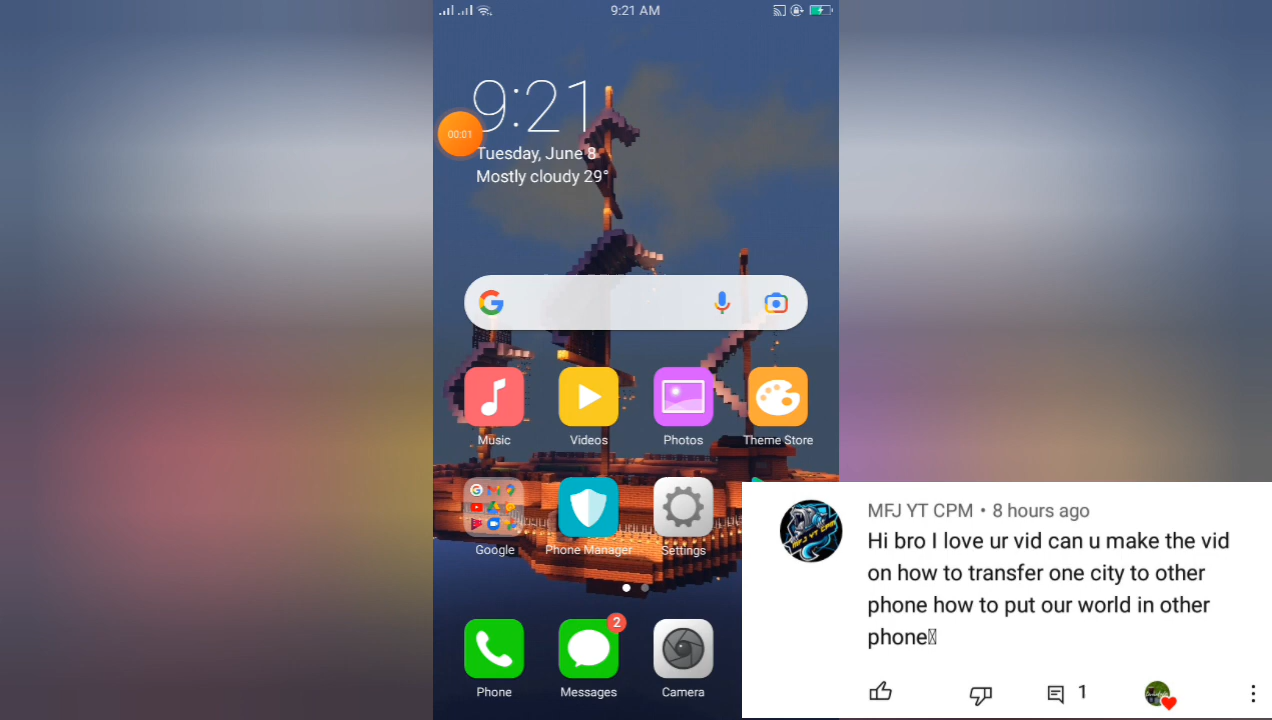 9:21 AM
9:21
00:01
Tuesday, June 8
Mostly cloudy 29°
Music
Videos
Photos
Theme Store
Google
Phone Manager
Settings
2
Phone
Messages
Camera
MFJ YT CPM • 8 hours ago
Hi bro I love ur vid can u make the vid
on how to transfer one city to other
phone how to put our world in other
phone
1